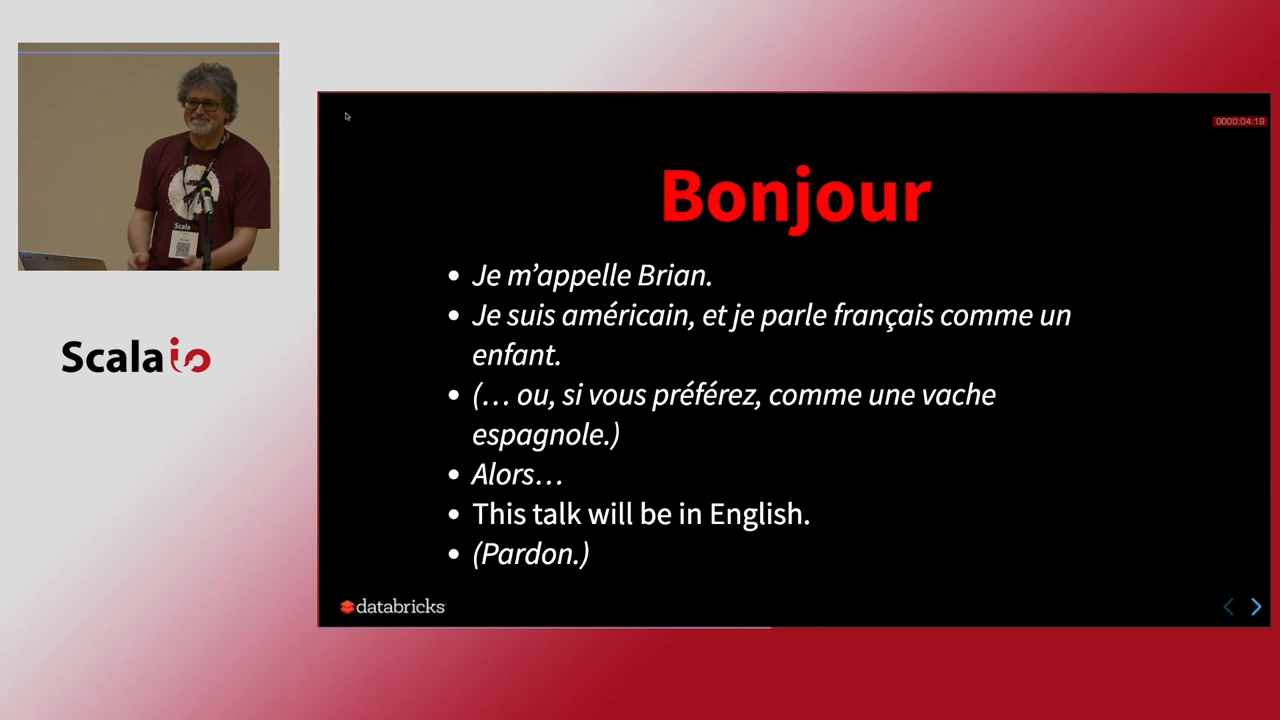 0000:04:19
Bonjour
Je m'appelle Brian.
Je suis américain, et je parle français comme un
enfant.
(… ou, si vous préférez, comme une vache
espagnole.)
Alors…
This talk will be in English.
(Pardon.)
databricks
Scala
Scala io